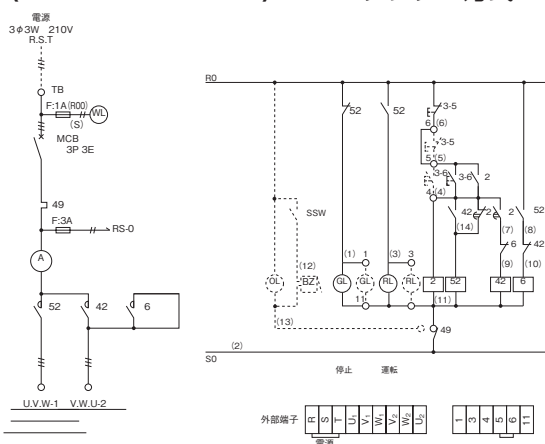 電源
3φ3W 210V
R.S.T
TB
F:1A(R00)
WL
(S)
MCB
3P 3E
49
F:3A
RS-0
A
52
42
6
U.V.W-1 V.W.U-2
R0
52
52
3-5
6 (6)
3-5
5 (5)
3-6
3-6
2
4 (4)
42
2
2
52
(14)
(7)
(8)
6
42
(9)
(10)
SSW
(12)
(1)
1
(3)
3
OL
BZ
GL
GL
RL
RL
2
52
42
6
11
(11)
(13)
49
(2)
S0
停止
運転
外部端子
R S T U1 V1 W1 V2 W2 U2
電源
1 3 4 5 6 11